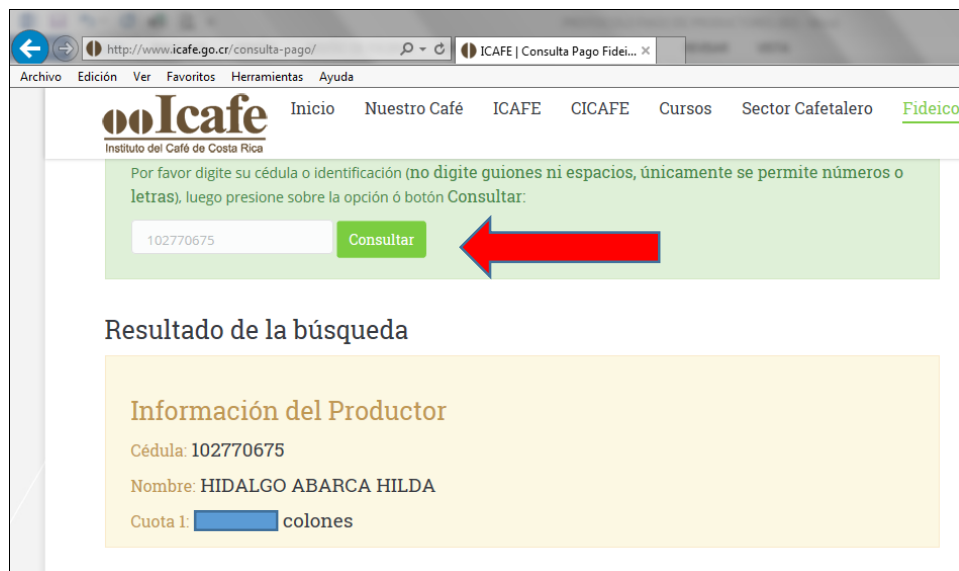 http://www.icafe.go.cr/consulta-pago/
ICAFE | Consulta Pago Fidei...
Archivo Edición Ver Favoritos Herramientas Ayuda
Icafe
Instituto del Café de Costa Rica
Inicio Nuestro Café ICAFE CICAFE Cursos Sector Cafetalero Fideico
Por favor digite su cédula o identificación (no digite guiones ni espacios, únicamente se permite números o
letras), luego presione sobre la opción ó botón Consultar:
102770675 Consultar
Resultado de la búsqueda
Información del Productor
Cédula: 102770675
Nombre: HIDALGO ABARCA HILDA
Cuota 1: colones